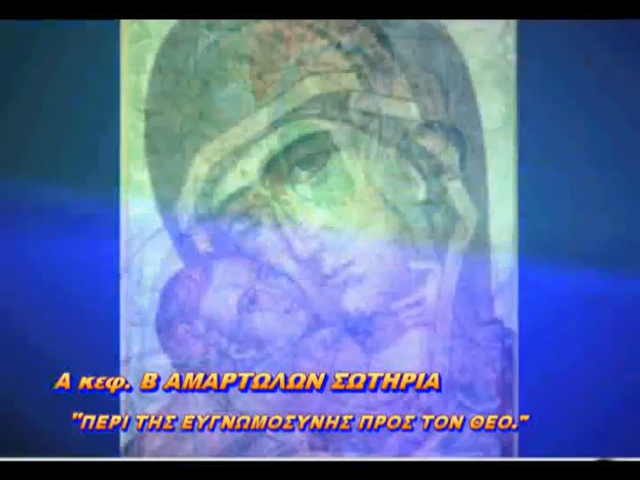 Α κεφ. Β ΑΜΑΡΤΩΛΩΝ ΣΩΤΗΡΙΑ
"ΠΕΡΙ ΤΗΣ ΕΥΓΝΩΜΟΣΥΝΗΣ ΠΡΟΣ ΤΟΝ ΘΕΟ."